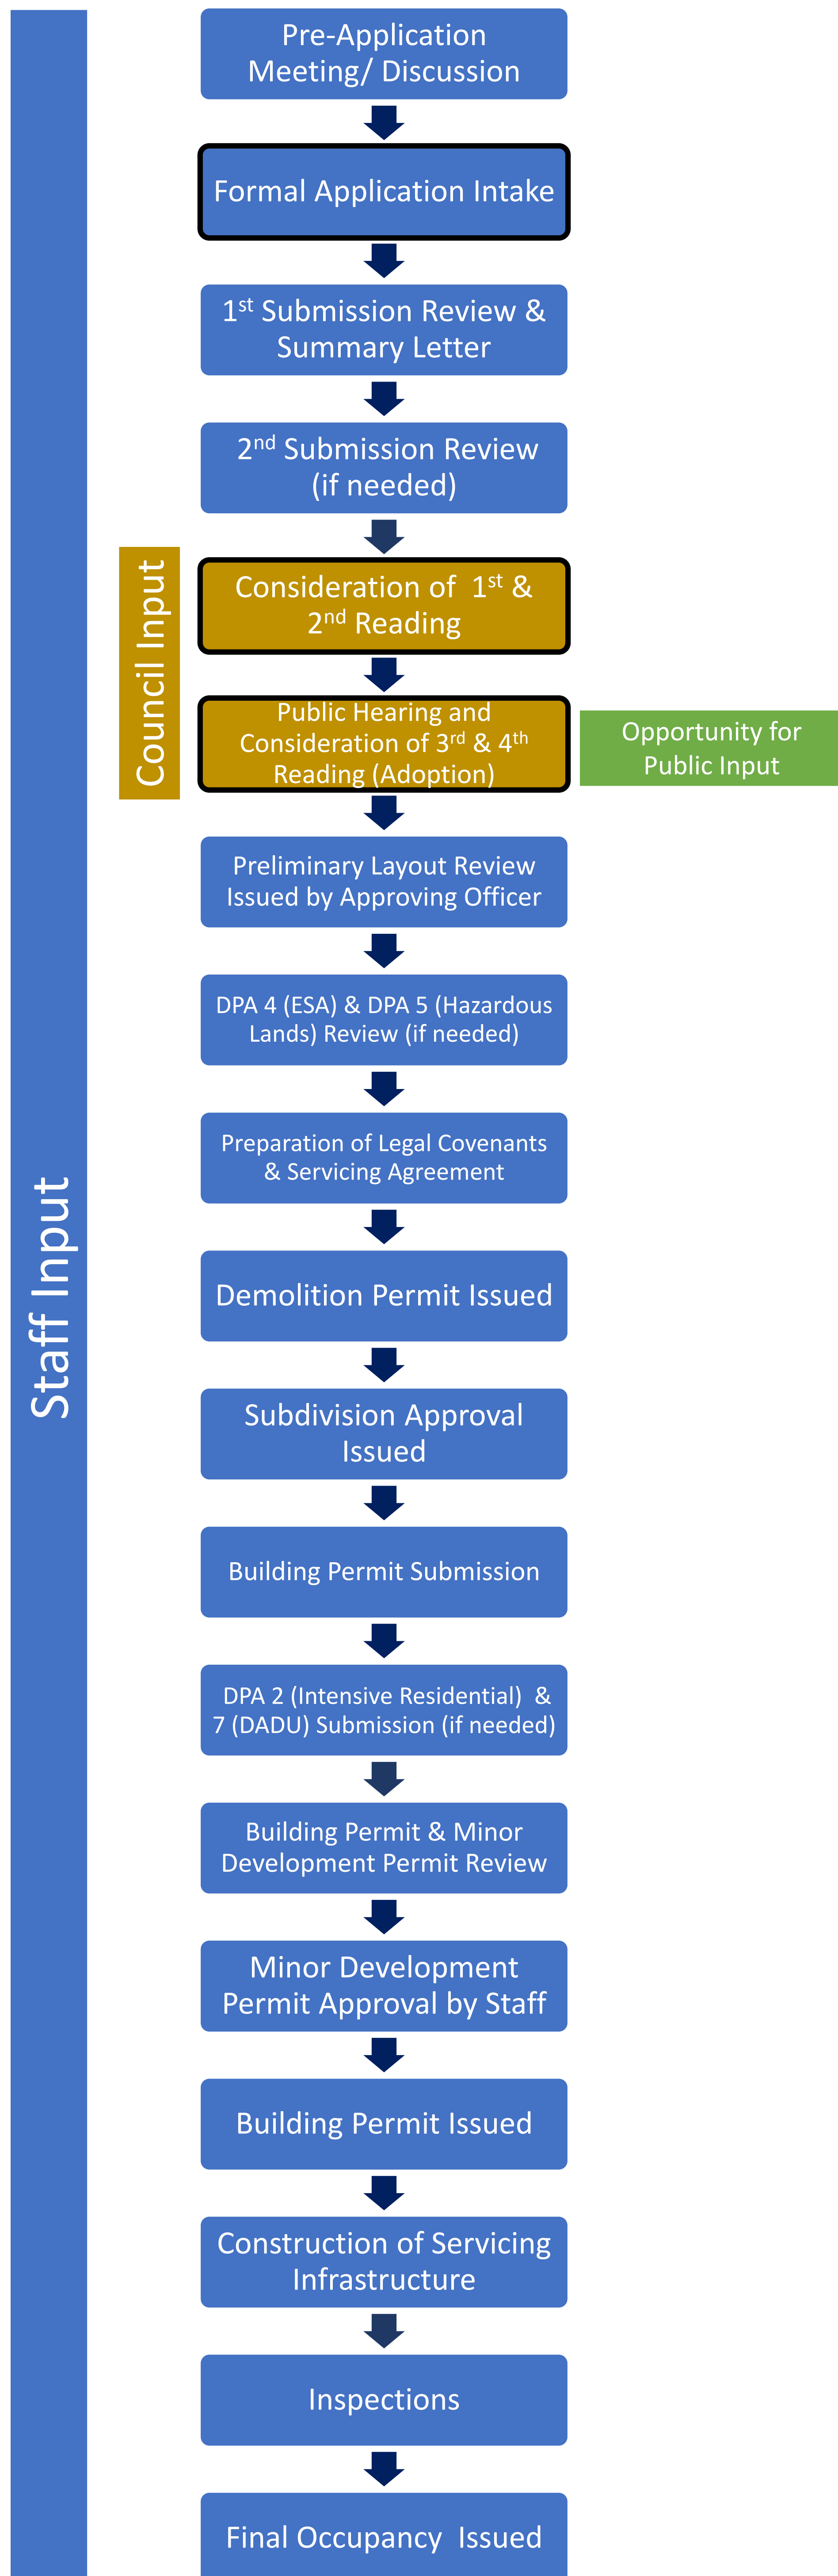 Pre-Application
Meeting/ Discussion
Formal Application Intake
1st Submission Review &
Summary Letter
2nd Submission Review
(if needed)
Council Input
Consideration of 1st &
2nd Reading
Public Hearing and
Consideration of 3rd & 4th
Reading (Adoption)
Opportunity for
Public Input
Preliminary Layout Review
Issued by Approving Officer
DPA 4 (ESA) & DPA 5 (Hazardous
Lands) Review (if needed)
Preparation of Legal Covenants
& Servicing Agreement
Staff Input
Demolition Permit Issued
Subdivision Approval
Issued
Building Permit Submission
DPA 2 (Intensive Residential) &
7 (DADU) Submission (if needed)
Building Permit & Minor
Development Permit Review
Minor Development
Permit Approval by Staff
Building Permit Issued
Construction of Servicing
Infrastructure
Inspections
Final Occupancy Issued